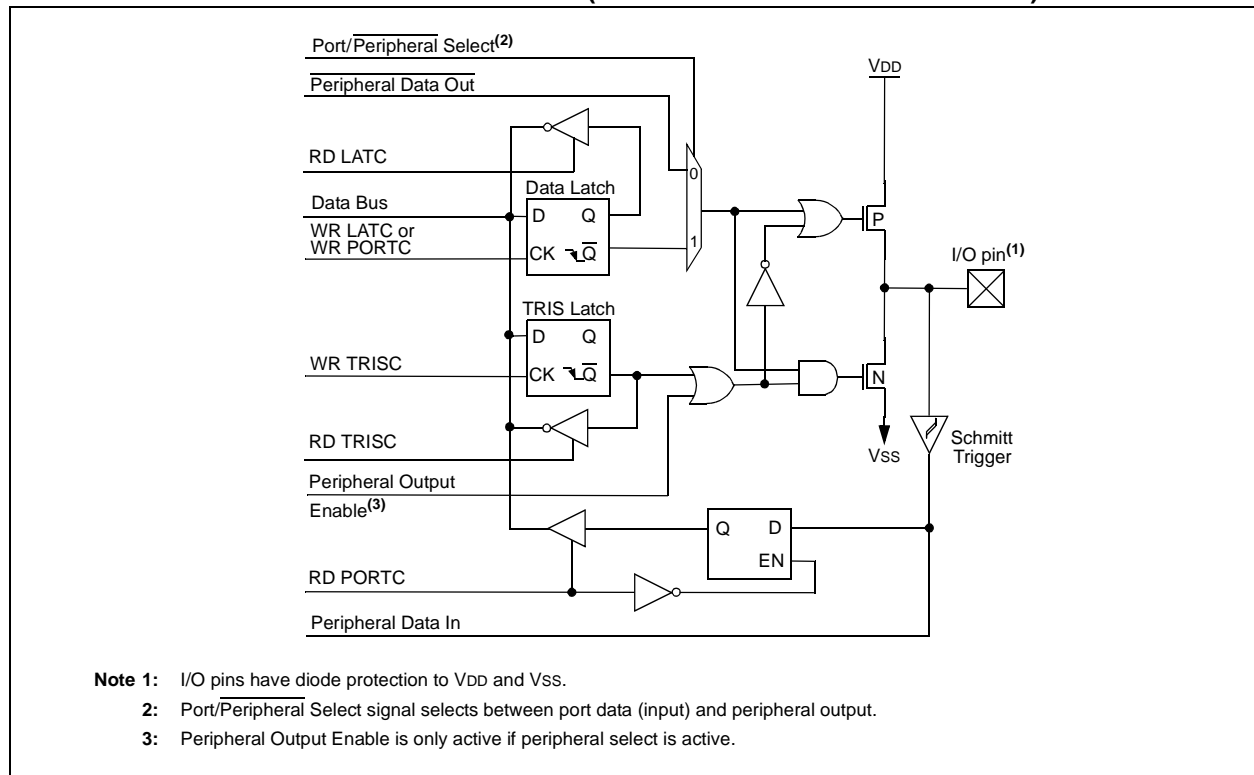 Port/Peripheral Select(2)
Peripheral Data Out
VDD
RD LATC
0
Data Latch
Data Bus
D Q
WR LATC or
WR PORTC
CK Q
1
P
I/O pin(1)
TRIS Latch
D Q
WR TRISC
CK Q
N
RD TRISC
VSS
Schmitt
Trigger
Peripheral Output
Enable(3)
Q D
EN
RD PORTC
Peripheral Data In
Note 1: I/O pins have diode protection to VDD and VSS.
2: Port/Peripheral Select signal selects between port data (input) and peripheral output.
3: Peripheral Output Enable is only active if peripheral select is active.